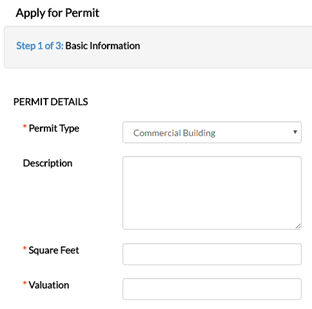 Apply for Permit
Step 1 of 3: Basic Information
PERMIT DETAILS
* Permit Type
Commercial Building
Description
* Square Feet
* Valuation